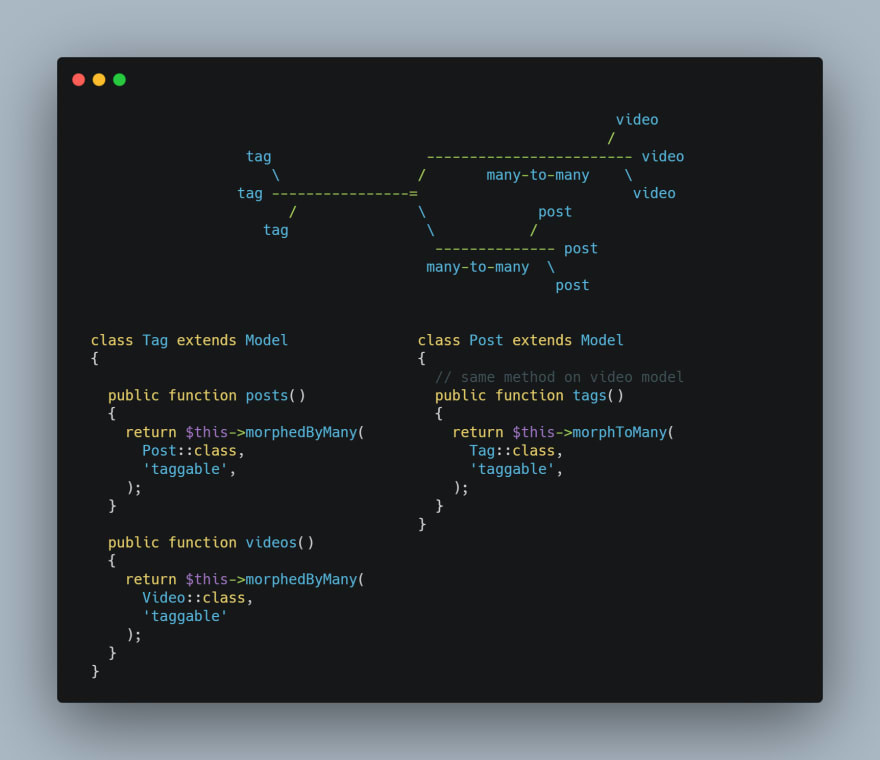 video
                                                            /
                  tag                  ------------------------ video
                     \                /       many-to-many    \
                 tag ----------------=                         video
                       /              \             post
                    tag                \           /
                                        -------------- post
                                       many-to-many  \
                                                      post
class Tag extends Model               class Post extends Model
{                                     {
                                        // same method on video model
  public function posts()               public function tags()
  {                                     {
    return $this->morphedByMany(          return $this->morphToMany(
      Post::class,                          Tag::class,
      'taggable',                           'taggable',
    );                                    );
  }                                     }
                                      }
  public function videos()
  {
    return $this->morphedByMany(
      Video::class,
      'taggable'
    );
  }
}